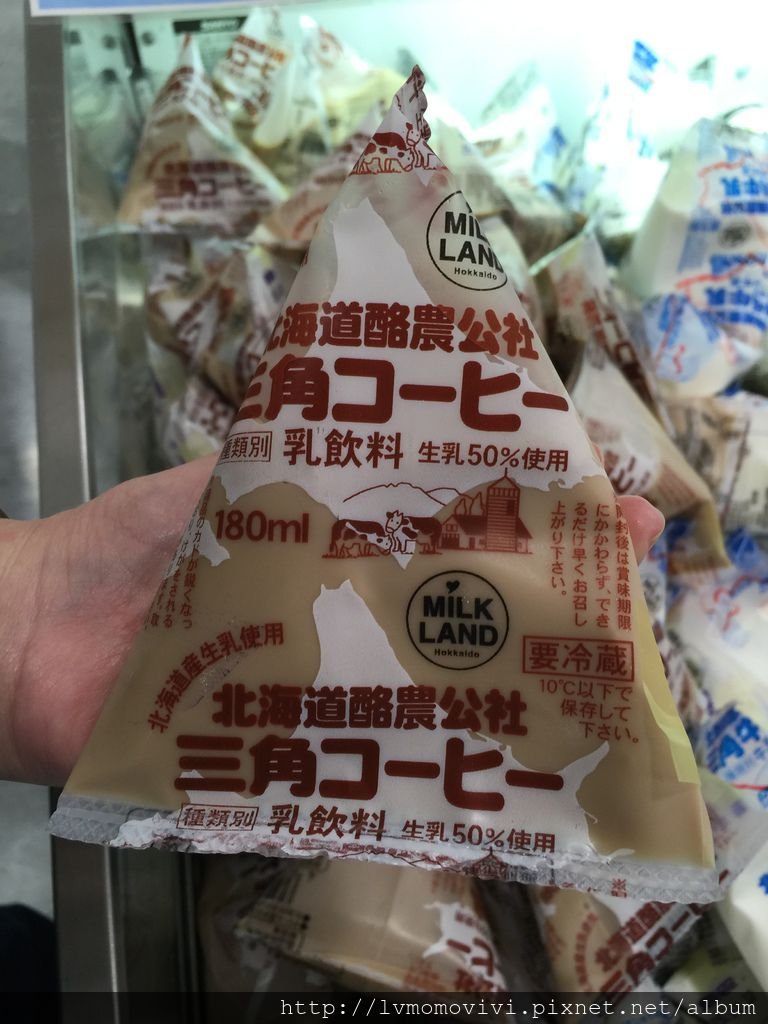 MILK
LAND
Hokkaido
北海道酪農公社
三角コーヒー
種類別 乳飲料 生乳50%使用
180ml
開封後は賞味期限
にかかわらず、でき
るだけ早くお召し
上がり下さい。
MILK
LAND
Hokkaido
北海道産生乳使用
要冷蔵
10℃以下で
保存して
下さい。
北海道酪農公社
三角コーヒー
種類別 乳飲料 生乳50%使用
http://lvmomovivi.pixnet.net/album